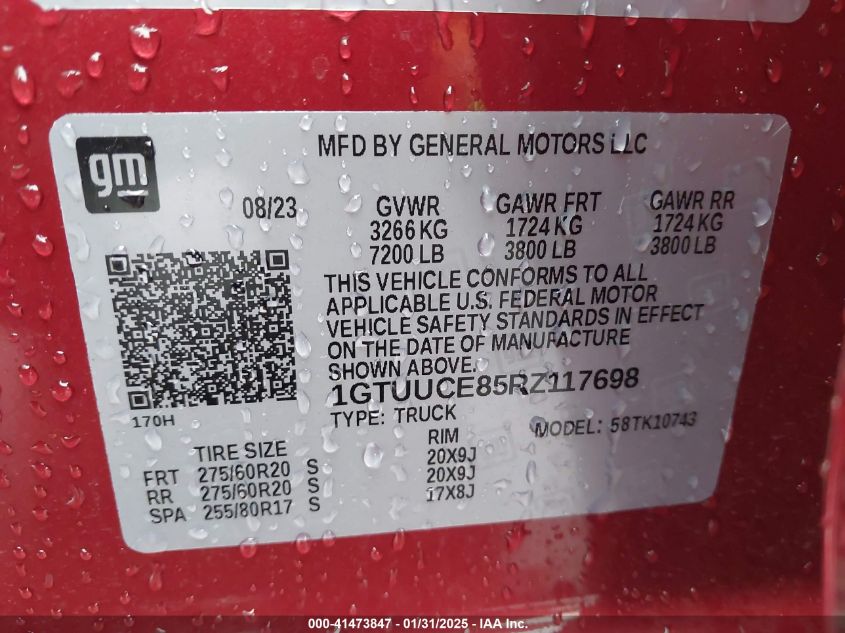 gm
MFD BY GENERAL MOTORS LLC
08/23
GVWR GAWR FRT GAWR RR
3266 KG 1724 KG 1724 KG
7200 LB 3800 LB 3800 LB
THIS VEHICLE CONFORMS TO ALL
APPLICABLE U.S. FEDERAL MOTOR
VEHICLE SAFETY STANDARDS IN EFFECT
ON THE DATE OF MANUFACTURE
SHOWN ABOVE.
1GTUUCE85RZ117698
170H
TYPE: TRUCK MODEL: 58TK10743
TIRE SIZE RIM
FRT 275/60R20 S 20X9J
RR 275/60R20 S 20X9J
SPA 255/80R17 S 17X8J
000-41473847 / 01/31/2025 - IAA Inc.